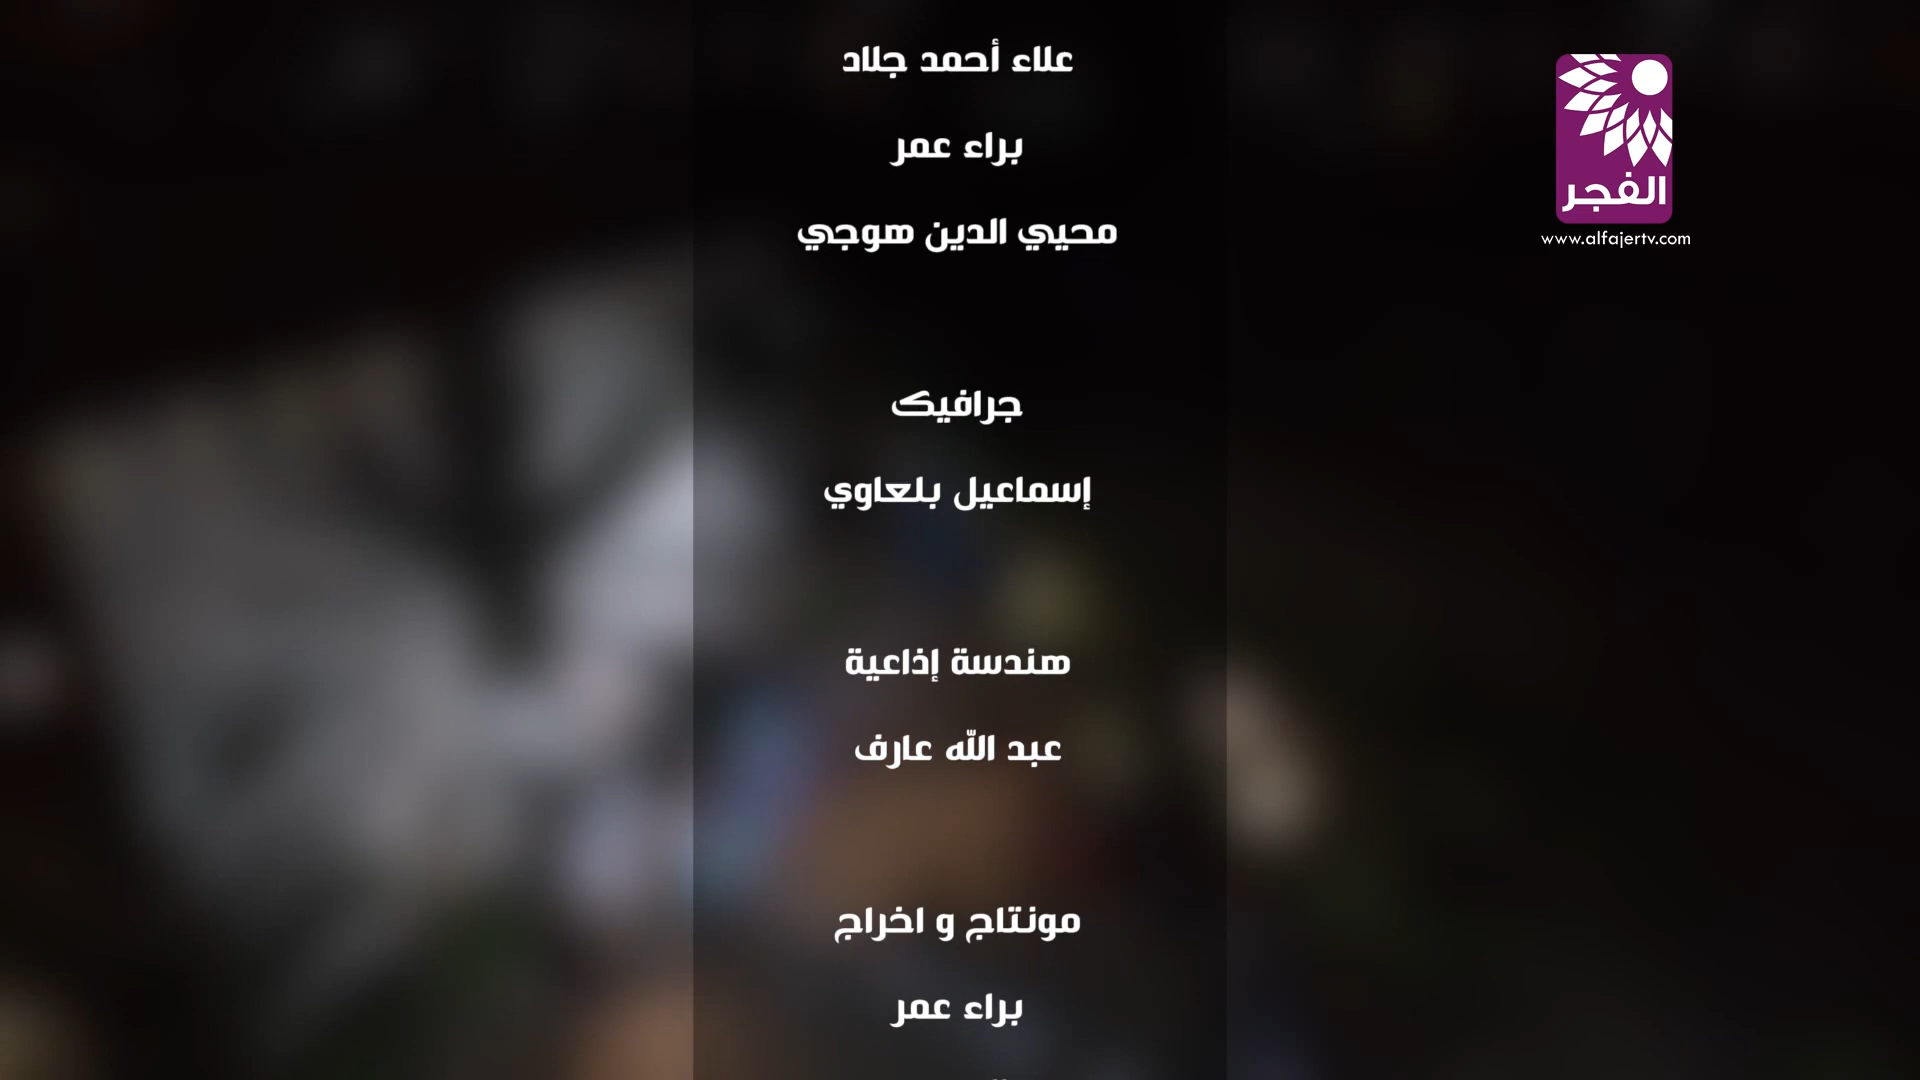 علاء أحمد جلاد
براء عمر
محيي الدين هوجي
جرافيك
إسماعيل بلعاوي
هندسة إذاعية
عبد الله عارف
مونتاج و اخراج
براء عمر
الفجر
www.alfajertv.com